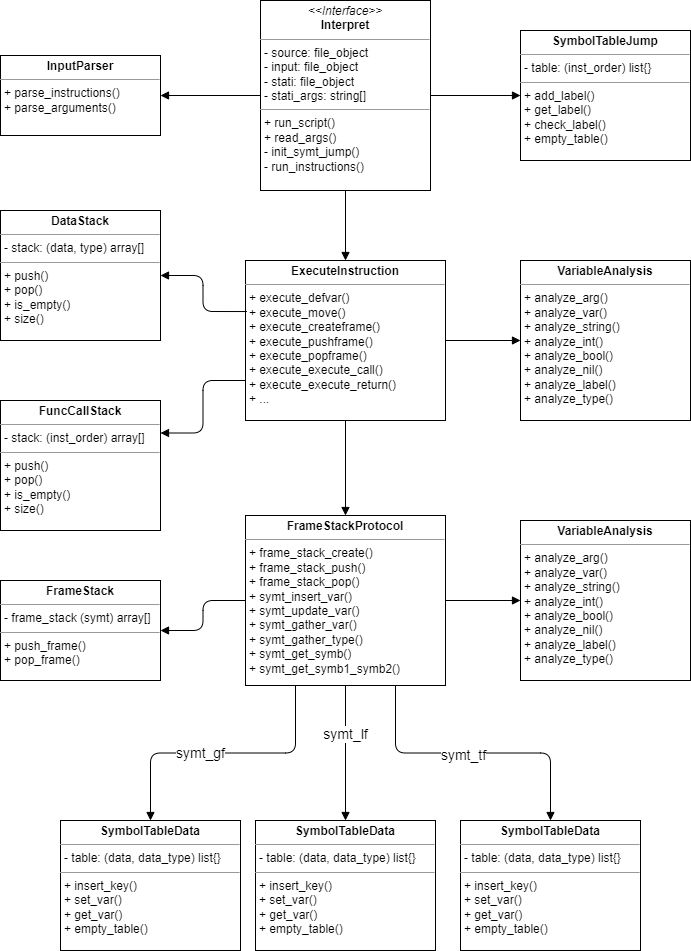 <<Interface>>
Interpret
- source: file_object
- input: file_object
- stati: file_object
- stati_args: string[]
+ run_script()
+ read_args()
- init_symt_jump()
- run_instructions()
InputParser
+ parse_instructions()
+ parse_arguments()
SymbolTableJump
- table: (inst_order) list{}
+ add_label()
+ get_label()
+ check_label()
+ empty_table()
DataStack
- stack: (data, type) array[]
+ push()
+ pop()
+ is_empty()
+ size()
ExecuteInstruction
+ execute_defvar()
+ execute_move()
+ execute_createframe()
+ execute_pushframe()
+ execute_popframe()
+ execute_execute_call()
+ execute_execute_return()
+ ...
VariableAnalysis
+ analyze_arg()
+ analyze_var()
+ analyze_string()
+ analyze_int()
+ analyze_bool()
+ analyze_nil()
+ analyze_label()
+ analyze_type()
FuncCallStack
- stack: (inst_order) array[]
+ push()
+ pop()
+ is_empty()
+ size()
FrameStackProtocol
+ frame_stack_create()
+ frame_stack_push()
+ frame_stack_pop()
+ symt_insert_var()
+ symt_update_var()
+ symt_gather_var()
+ symt_gather_type()
+ symt_get_symb()
+ symt_get_symb1_symb2()
VariableAnalysis
+ analyze_arg()
+ analyze_var()
+ analyze_string()
+ analyze_int()
+ analyze_bool()
+ analyze_nil()
+ analyze_label()
+ analyze_type()
FrameStack
- frame_stack (symt) array[]
+ push_frame()
+ pop_frame()
symt_gf
symt_lf
symt_tf
SymbolTableData
- table: (data, data_type) list{}
+ insert_key()
+ set_var()
+ get_var()
+ empty_table()
SymbolTableData
- table: (data, data_type) list{}
+ insert_key()
+ set_var()
+ get_var()
+ empty_table()
SymbolTableData
- table: (data, data_type) list{}
+ insert_key()
+ set_var()
+ get_var()
+ empty_table()